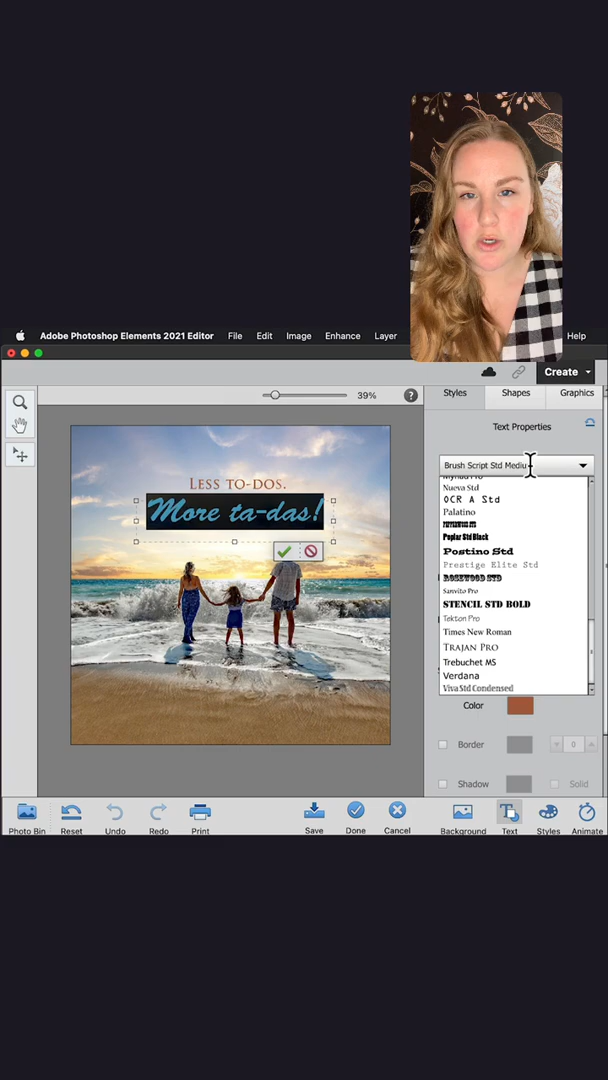 Adobe Photoshop Elements 2021 Editor File Edit Image Enhance Layer Help
Create
39% ?
Styles Shapes Graphics
Text Properties
Brush Script Std Mediu
LESS TO-DOS.
More ta-das!
Myriad Pro
Nueva Std
OCR A Std
Palatino
Poplar Std Black
Postino Std
Prestige Elite Std
ROSEWOOD STD
Sanvito Pro
STENCIL STD BOLD
Tekton Pro
Times New Roman
TRAJAN PRO
Trebuchet MS
Verdana
Viva Std Condensed
Color
Border 0
Shadow Solid
Photo Bin Reset Undo Redo Print Save Done Cancel Background Text Styles Animate